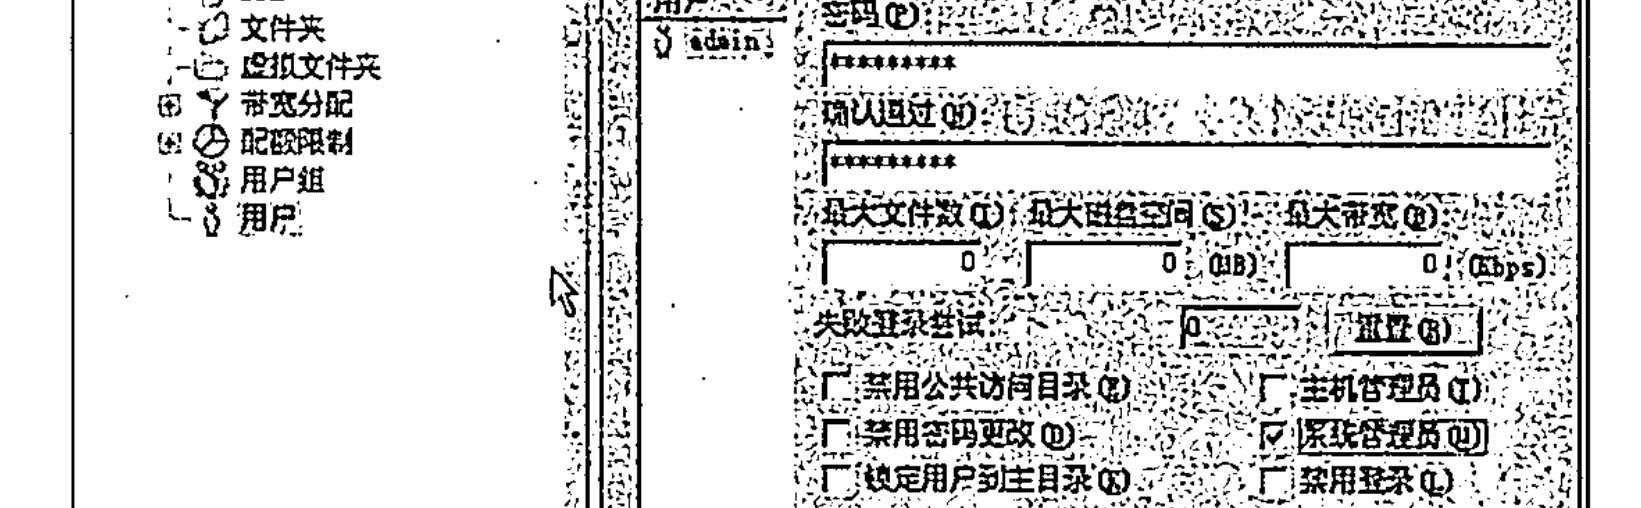 文件夹
虚拟文件夹
带宽分配
配额限制
用户组
用户
用户
admin
密码(P):
*********
确认通过(W):
*********
最大文件数(I): 最大磁盘空间(S): 最大带宽(B):
0 0 (MB) 0 (Kbps)
失败登录尝试: 0 重置(R)
禁用公共访问目录(E) 主机管理员(T)
禁用密码更改(D) 系统管理员(U)
锁定用户到主目录(K) 禁用登录(L)